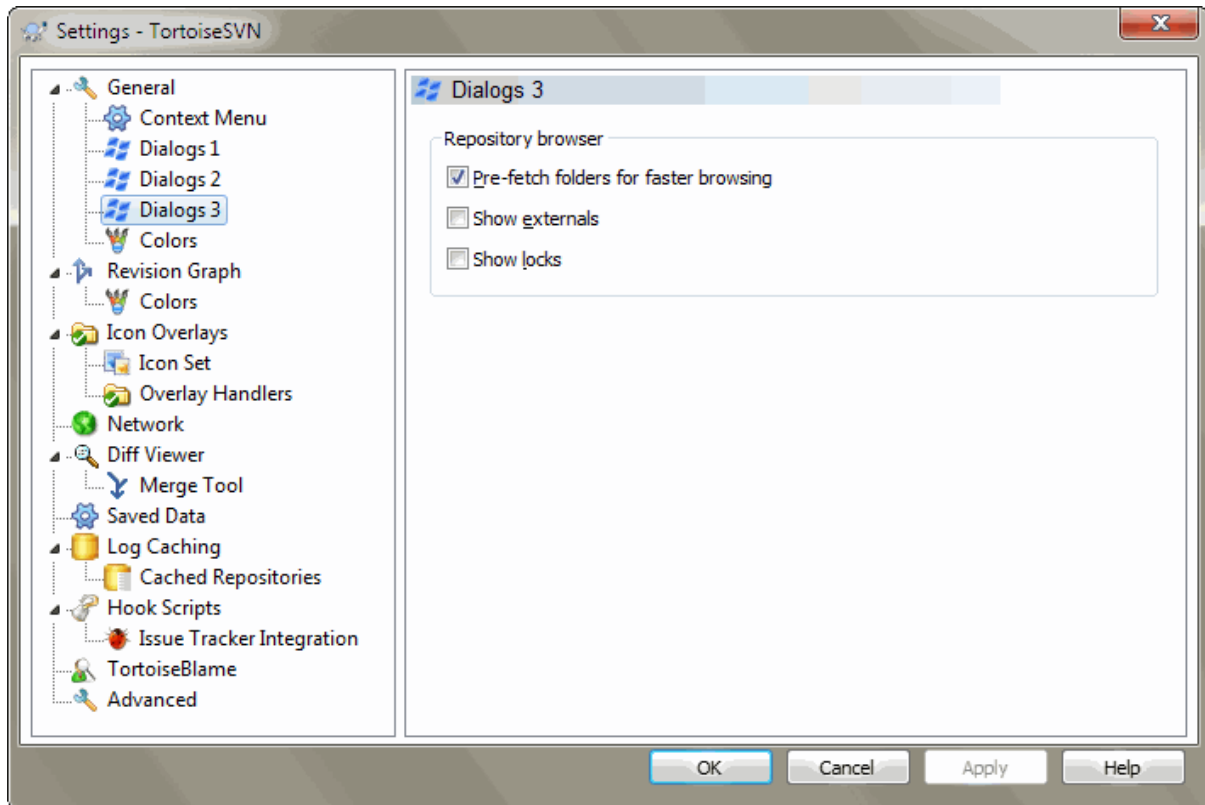 Settings - TortoiseSVN
General
Context Menu
Dialogs 1
Dialogs 2
Dialogs 3
Colors
Revision Graph
Colors
Icon Overlays
Icon Set
Overlay Handlers
Network
Diff Viewer
Merge Tool
Saved Data
Log Caching
Cached Repositories
Hook Scripts
Issue Tracker Integration
TortoiseBlame
Advanced
Dialogs 3
Repository browser
Pre-fetch folders for faster browsing
Show externals
Show locks
OK
Cancel
Apply
Help